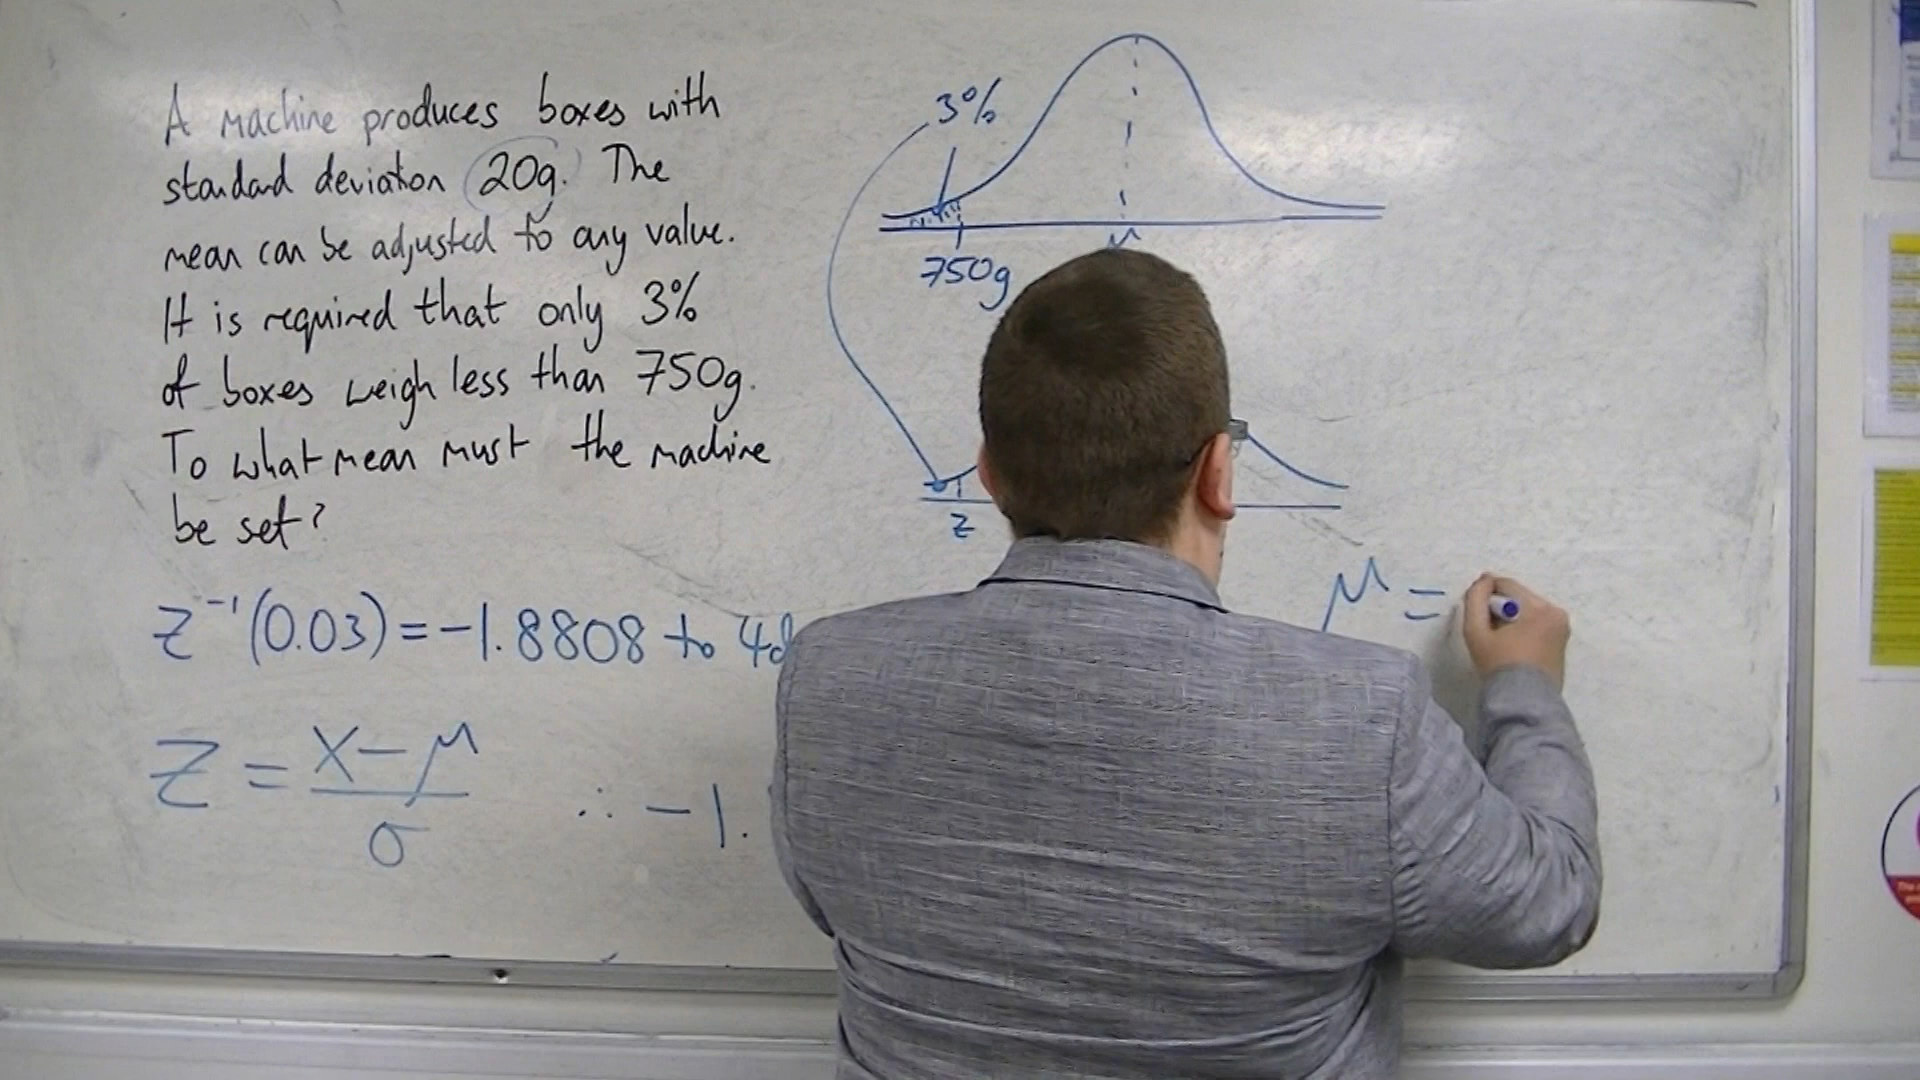 A machine produces boxes with
standard deviation 20g. The
mean can be adjusted to any value.
It is required that only 3%
of boxes weigh less than 750g.
To what mean must the machine
be set?
z⁻¹(0.03) = -1.8808 to 4d
Z = (X - μ) / σ ∴ -1.
3%
750g
μ
z
μ =